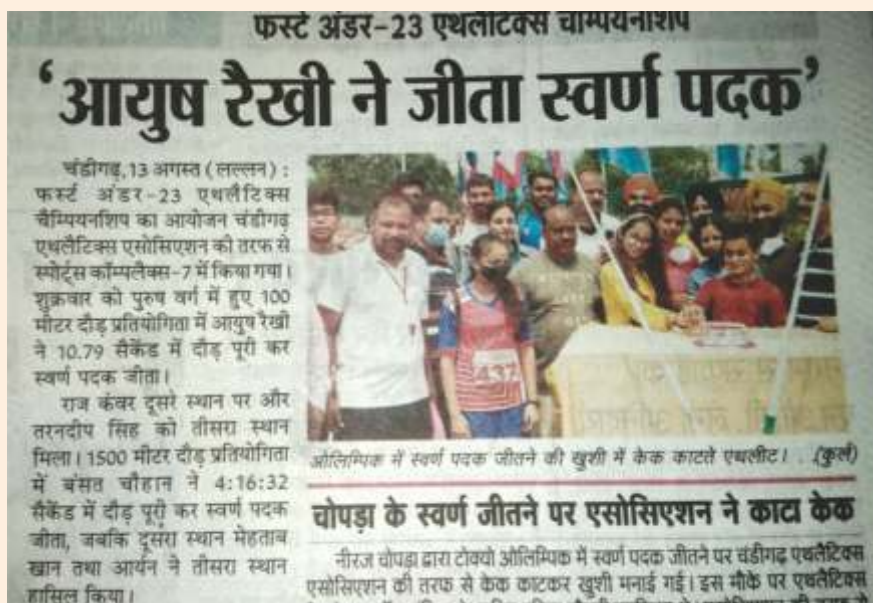 फर्स्ट अंडर-23 एथलैटिक्स चैम्पियनशिप
‘आयुष रैखी ने जीता स्वर्ण पदक’
चंडीगढ़, 13 अगस्त (लल्लन) :
फर्स्ट अंडर-23 एथलैटिक्स
चैम्पियनशिप का आयोजन चंडीगढ़
एथलैटिक्स एसोसिएशन की तरफ से
स्पोर्ट्स कॉम्पलैक्स-7 में किया गया।
शुक्रवार को पुरुष वर्ग में हुए 100
मीटर दौड़ प्रतियोगिता में आयुष रैखी
ने 10.79 सैकेंड में दौड़ पूरी कर
स्वर्ण पदक जीता।
राज कंवर दूसरे स्थान पर और
तरनदीप सिंह को तीसरा स्थान
मिला। 1500 मीटर दौड़ प्रतियोगिता
में बंसत चौहान ने 4:16:32
सैकेंड में दौड़ पूरी कर स्वर्ण पदक
जीता, जबकि दूसरा स्थान मेहताब
खान तथा आर्यन ने तीसरा स्थान
हासिल किया।
437
ओलिम्पिक में स्वर्ण पदक जीतने की खुशी में केक काटते एथलीट। (कुर्ल)
चोपड़ा के स्वर्ण जीतने पर एसोसिएशन ने काटा केक
नीरज चोपड़ा द्वारा टोक्यो ओलिम्पिक में स्वर्ण पदक जीतने पर चंडीगढ़ एथलैटिक्स
एसोसिएशन की तरफ से केक काटकर खुशी मनाई गई। इस मौके पर एथलैटिक्स